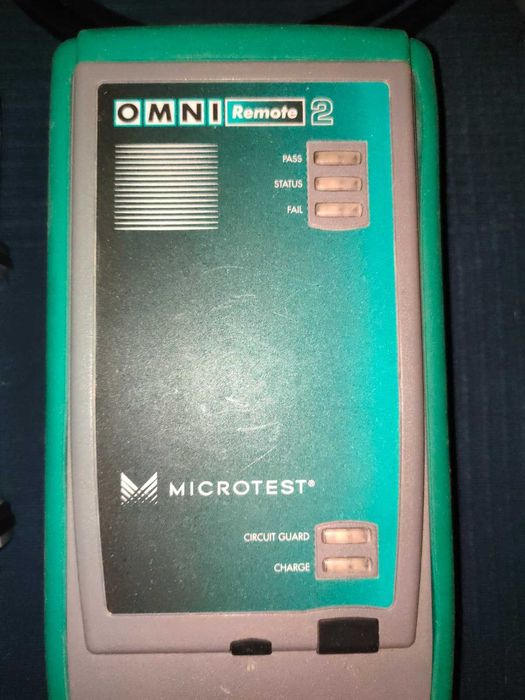 OMNI Remote 2
PASS
STATUS
FAIL
MICROTEST®
CIRCUIT GUARD
CHARGE